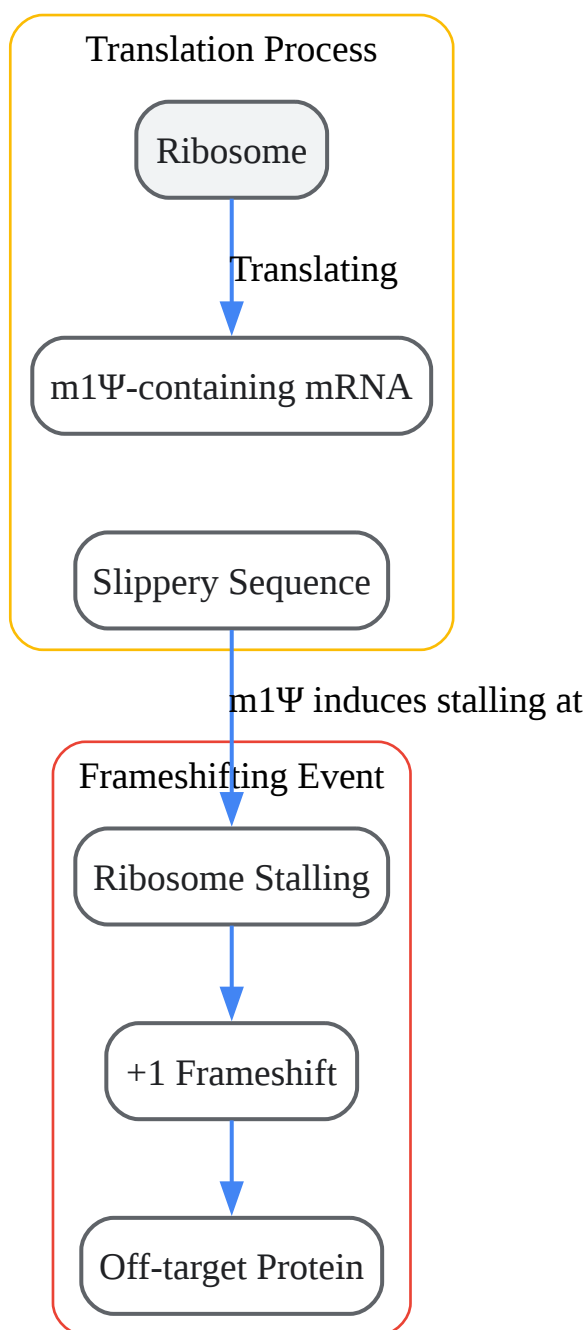 Translation Process
Ribosome
Translating
m1Ψ-containing mRNA
Slippery Sequence
m1Ψ induces stalling at
Frameshifting Event
Ribosome Stalling
+1 Frameshift
Off-target Protein